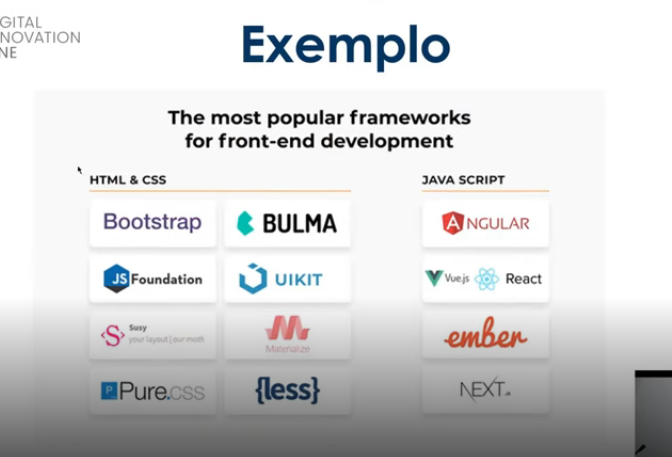 GITAL
NOVATION
NE
Exemplo
The most popular frameworks
for front-end development
HTML & CSS
JAVA SCRIPT
Bootstrap
BULMA
ANGULAR
JS Foundation
UIKIT
Vue.js
React
Susy
your layout | our math
Materialize
ember
P Pure.css
{less}
NEXT.JS